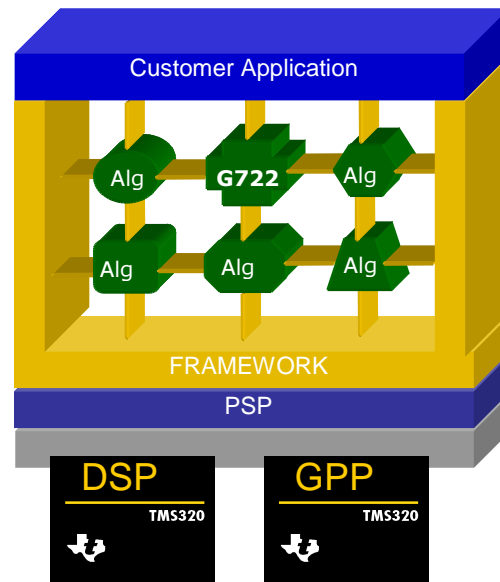 Customer Application
Alg
G722
Alg
Alg
Alg
Alg
FRAMEWORK
PSP
DSP
TMS320
GPP
TMS320